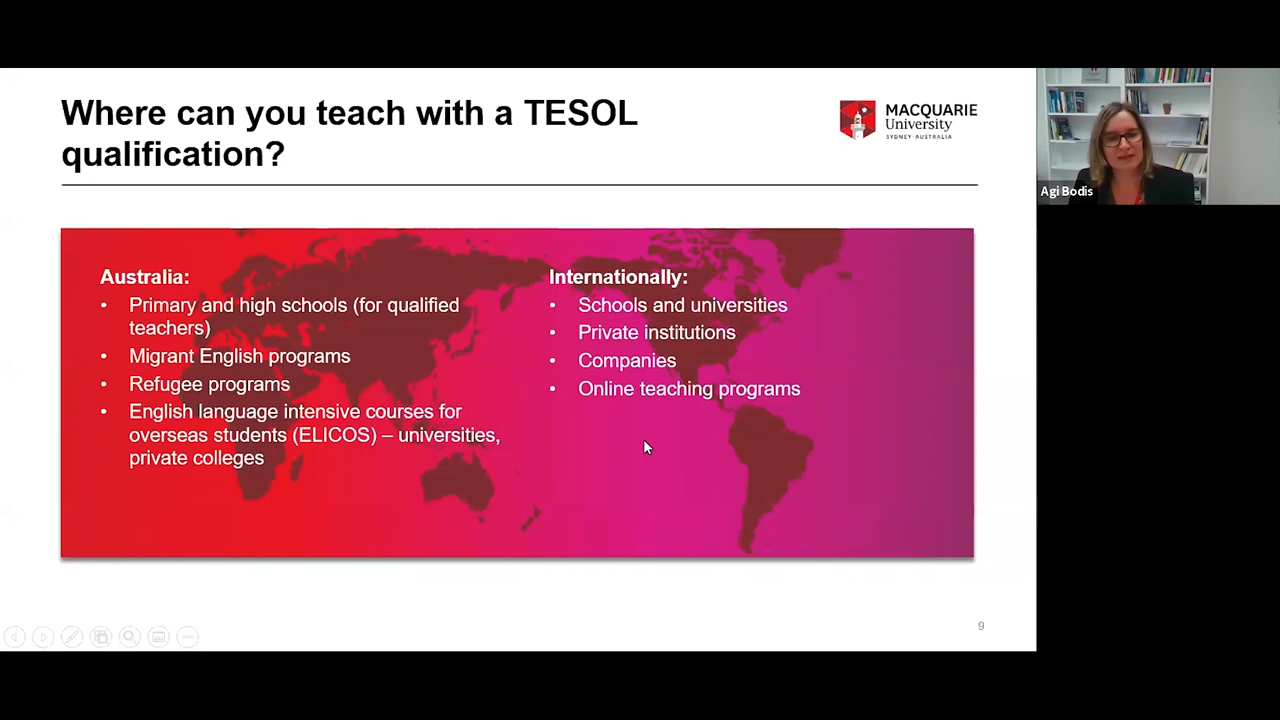 Where can you teach with a TESOL
qualification?
MACQUARIE
University
SYDNEY·AUSTRALIA
Agi Bodis
Australia:
• Primary and high schools (for qualified
teachers)
• Migrant English programs
• Refugee programs
• English language intensive courses for
overseas students (ELICOS) – universities,
private colleges
Internationally:
• Schools and universities
• Private institutions
• Companies
• Online teaching programs
9